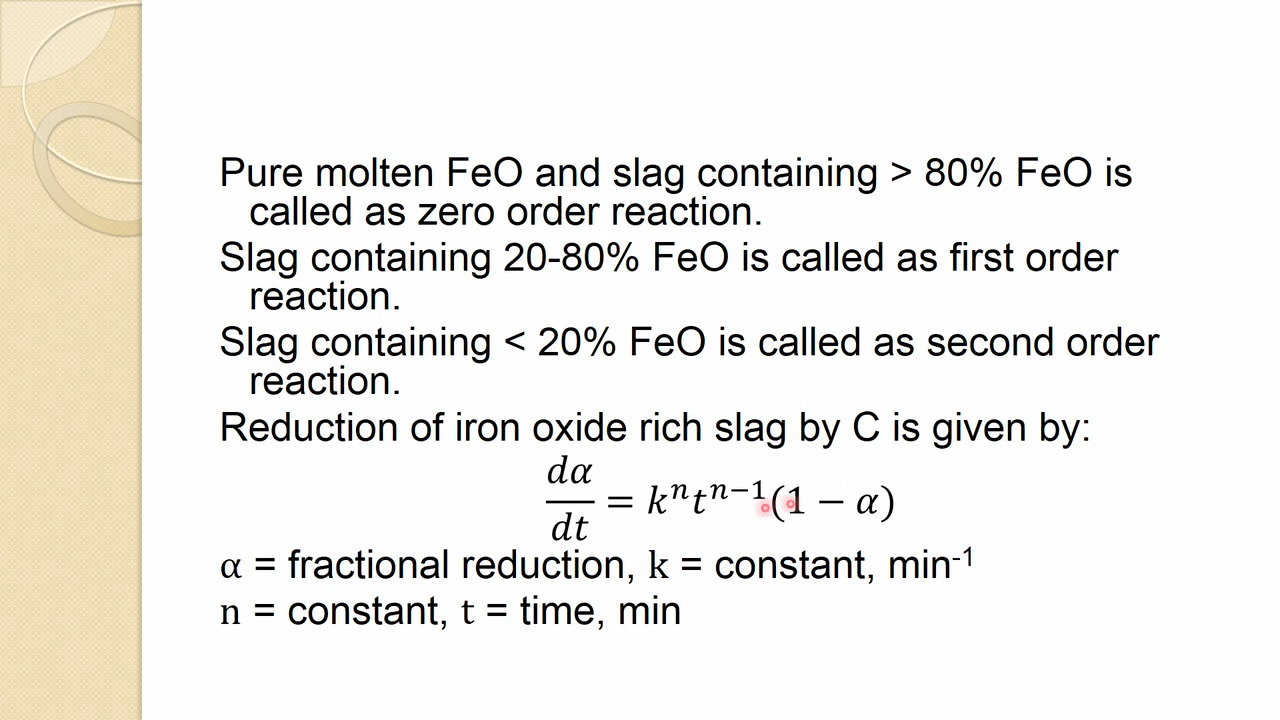 Pure molten FeO and slag containing > 80% FeO is
called as zero order reaction.
Slag containing 20-80% FeO is called as first order
reaction.
Slag containing < 20% FeO is called as second order
reaction.
Reduction of iron oxide rich slag by C is given by:
dα/dt = kⁿtⁿ⁻¹(1 − α)
α = fractional reduction, k = constant, min⁻¹
n = constant, t = time, min